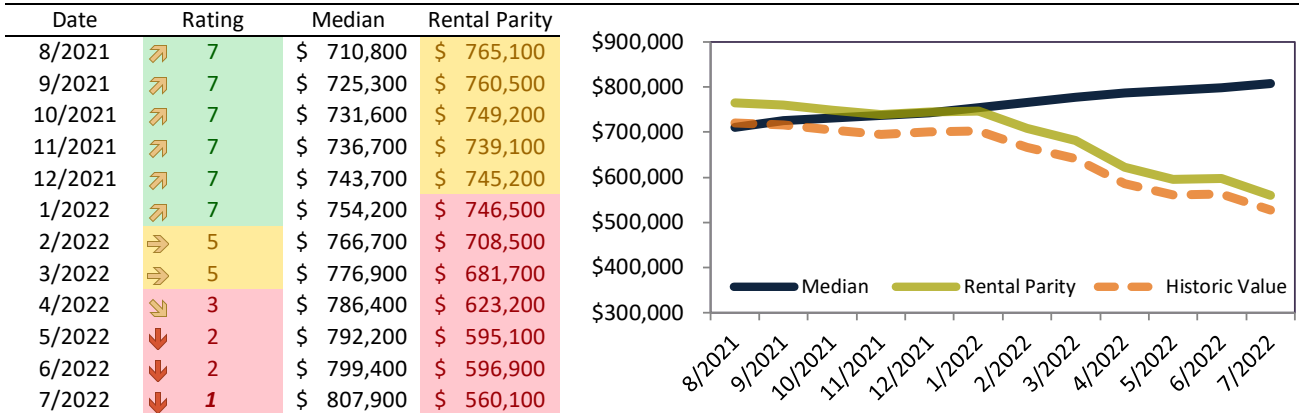 Date Rating Median Rental Parity
8/2021 7 $ 710,800 $ 765,100
9/2021 7 $ 725,300 $ 760,500
10/2021 7 $ 731,600 $ 749,200
11/2021 7 $ 736,700 $ 739,100
12/2021 7 $ 743,700 $ 745,200
1/2022 7 $ 754,200 $ 746,500
2/2022 5 $ 766,700 $ 708,500
3/2022 5 $ 776,900 $ 681,700
4/2022 3 $ 786,400 $ 623,200
5/2022 2 $ 792,200 $ 595,100
6/2022 2 $ 799,400 $ 596,900
7/2022 1 $ 807,900 $ 560,100
$900,000
$800,000
$700,000
$600,000
$500,000
$400,000
$300,000
Median Rental Parity Historic Value
8/2021 9/2021 10/2021 11/2021 12/2021 1/2022 2/2022 3/2022 4/2022 5/2022 6/2022 7/2022